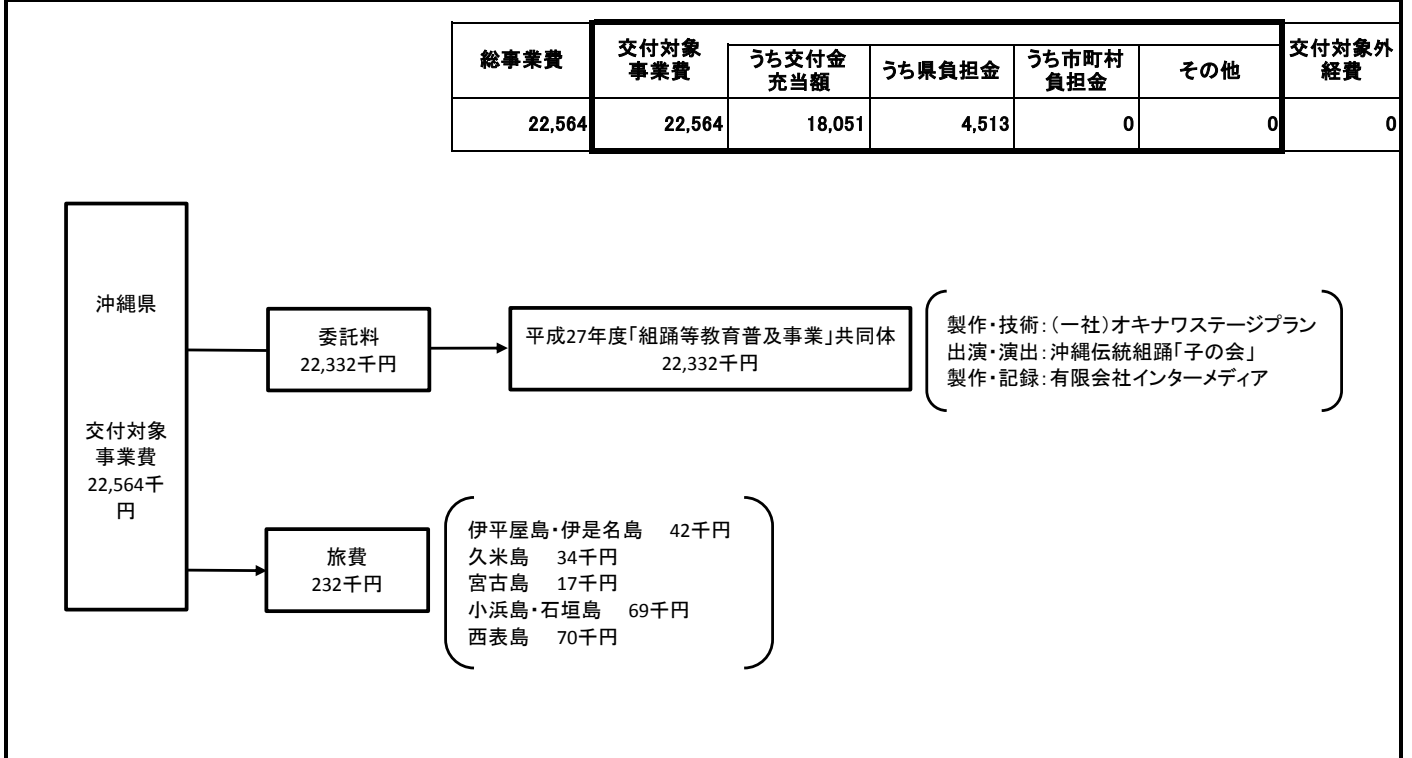 総事業費
交付対象
事業費
うち交付金
充当額
うち県負担金
うち市町村
負担金
その他
交付対象外
経費
22,564 22,564 18,051 4,513 0 0 0
沖縄県
交付対象
事業費
22,564千
円
委託料
22,332千円
平成27年度「組踊等教育普及事業」共同体
22,332千円
製作・技術：（一社）オキナワステージプラン
出演・演出：沖縄伝統組踊「子の会」
製作・記録：有限会社インターメディア
旅費
232千円
伊平屋島・伊是名島 42千円
久米島 34千円
宮古島 17千円
小浜島・石垣島 69千円
西表島 70千円